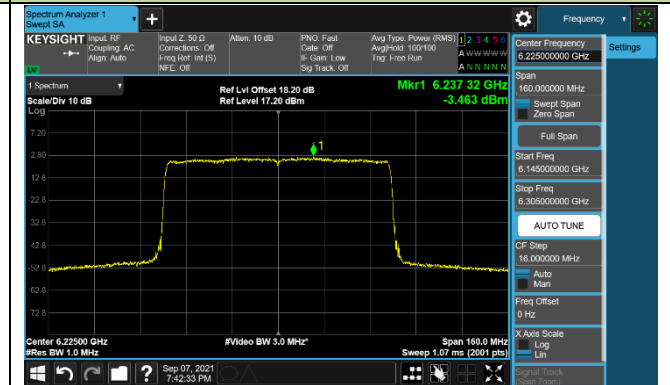 Spectrum Analyzer 1
Swept SA
+
Frequency
KEYSIGHT Input: RF
Coupling: AC
Align: Auto
LXI
Input Z: 50 Ω
Corrections: Off
Freq Ref: Int (S)
NFE: Off
Atten: 10 dB
PNO: Fast
Gate: Off
IF Gain: Low
Sig Track: Off
Avg Type: Power (RMS)
Avg|Hold: 100/100
Trig: Free Run
1 2 3 4 5 6
A W W W W W
A N N N N N
1 Spectrum
Scale/Div 10 dB
Log
Ref Lvl Offset 18.20 dB
Ref Level 17.20 dBm
Mkr1 6.237 32 GHz
-3.463 dBm
7.20
2.80
12.8
22.8
32.8
42.8
52.8
62.8
72.8
1
Center 6.22500 GHz
#Res BW 1.0 MHz
#Video BW 3.0 MHz*
Span 160.0 MHz
Sweep 1.07 ms (2001 pts)
Sep 07, 2021
7:42:33 PM
?
Center Frequency
6.225000000 GHz
Settings
Span
160.000000 MHz
Swept Span
Zero Span
Full Span
Start Freq
6.145000000 GHz
Stop Freq
6.305000000 GHz
AUTO TUNE
CF Step
16.000000 MHz
Auto
Man
Freq Offset
0 Hz
X Axis Scale
Log
Lin
Signal Track
(Span Zoom)